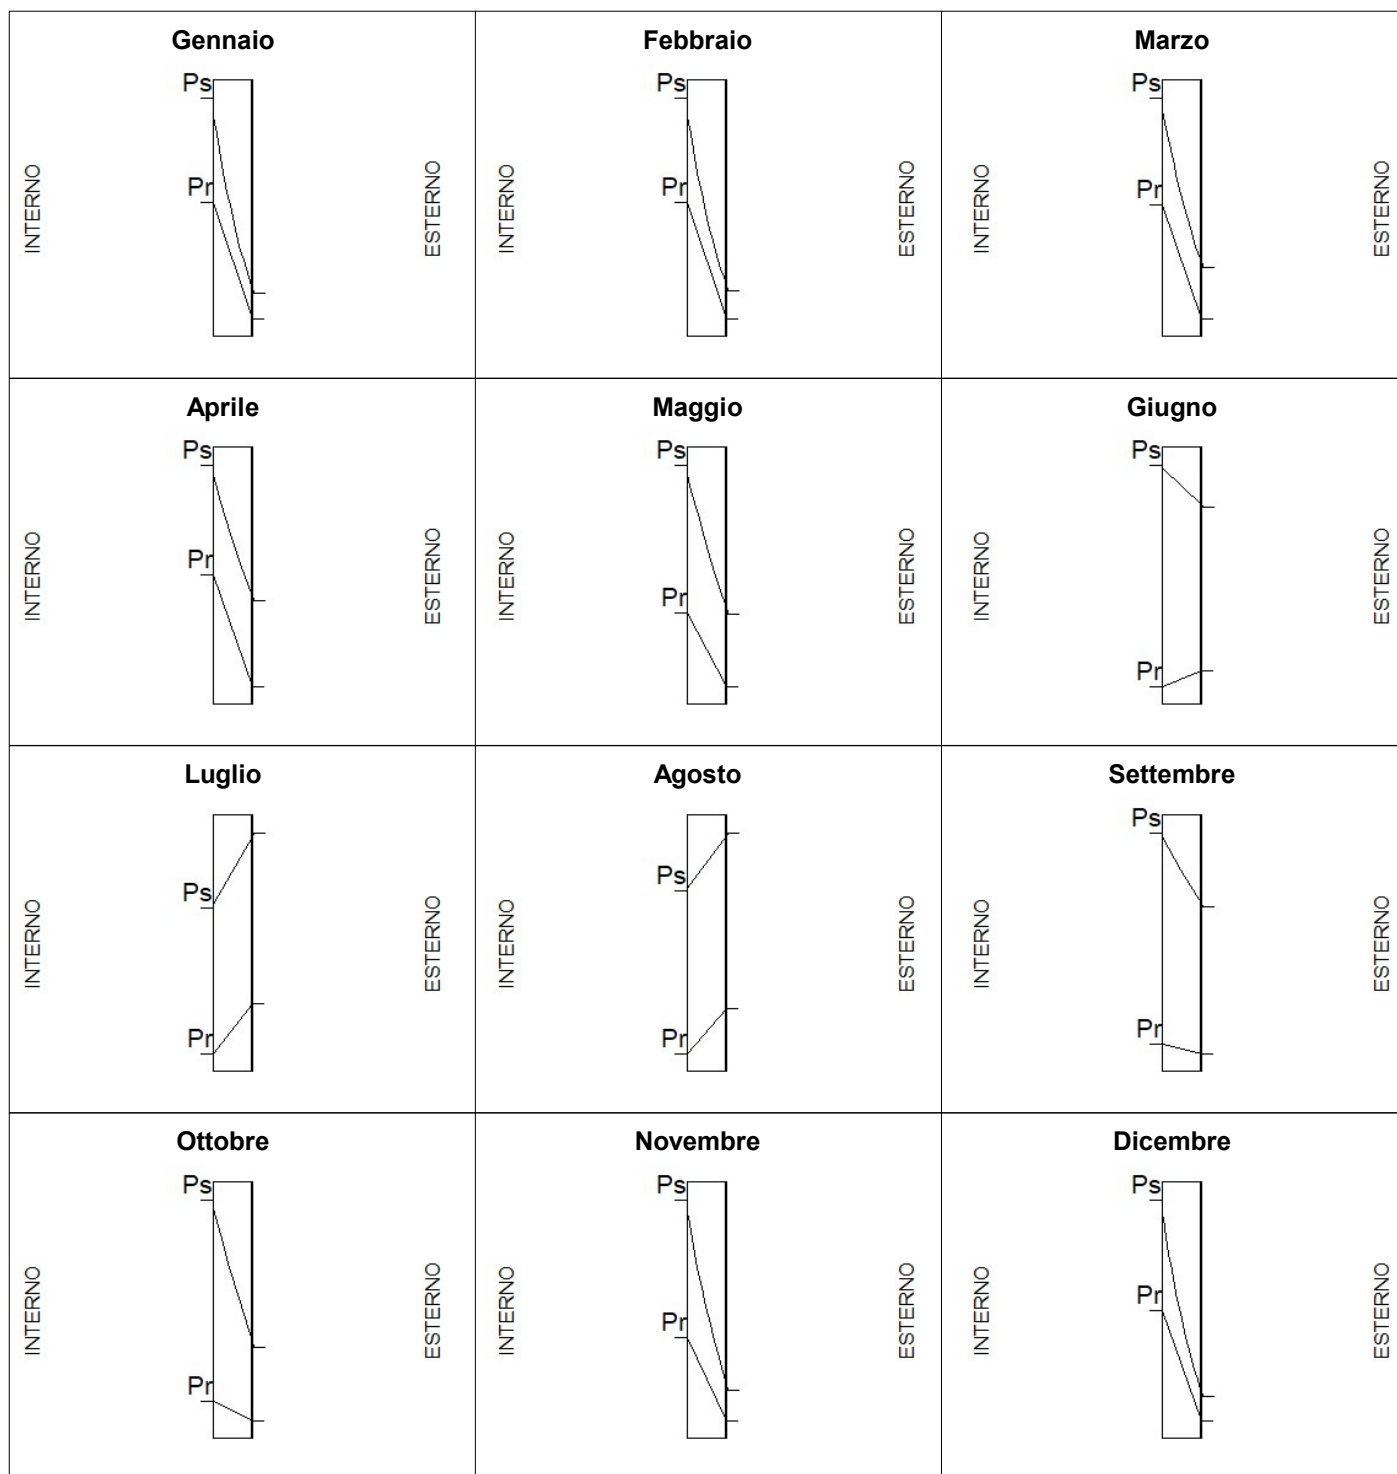 Gennaio
Ps
Pr
INTERNO
ESTERNO
Febbraio
Ps
Pr
INTERNO
ESTERNO
Marzo
Ps
Pr
INTERNO
ESTERNO
Aprile
Ps
Pr
INTERNO
ESTERNO
Maggio
Ps
Pr
INTERNO
ESTERNO
Giugno
Ps
Pr
INTERNO
ESTERNO
Luglio
Ps
Pr
INTERNO
ESTERNO
Agosto
Ps
Pr
INTERNO
ESTERNO
Settembre
Ps
Pr
INTERNO
ESTERNO
Ottobre
Ps
Pr
INTERNO
ESTERNO
Novembre
Ps
Pr
INTERNO
ESTERNO
Dicembre
Ps
Pr
INTERNO
ESTERNO